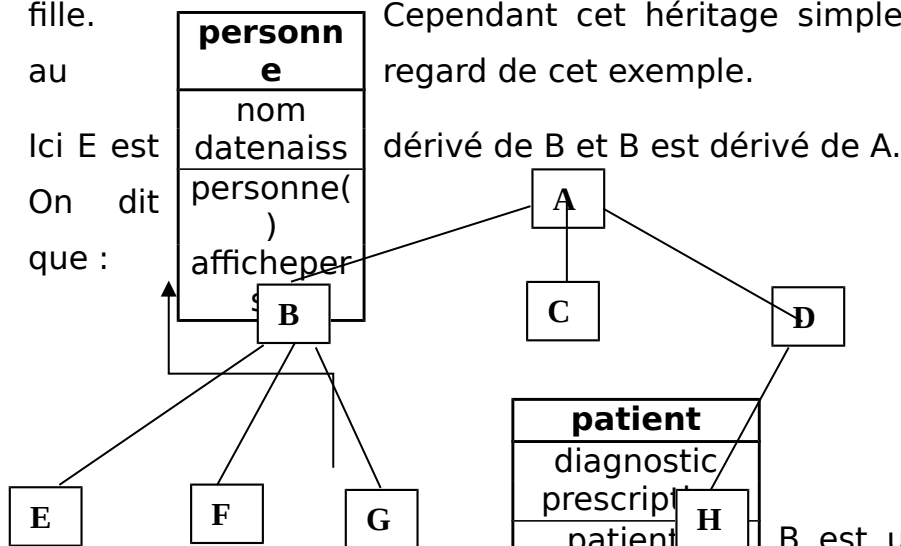 fille.
Cependant cet héritage simple
au
regard de cet exemple.
personn
e
nom
datenaiss
personne(
)
afficheper
Ici E est
dérivé de B et B est dérivé de A.
On dit
que :
A
B
C
D
patient
diagnostic
patient
E
F
G
H
B est